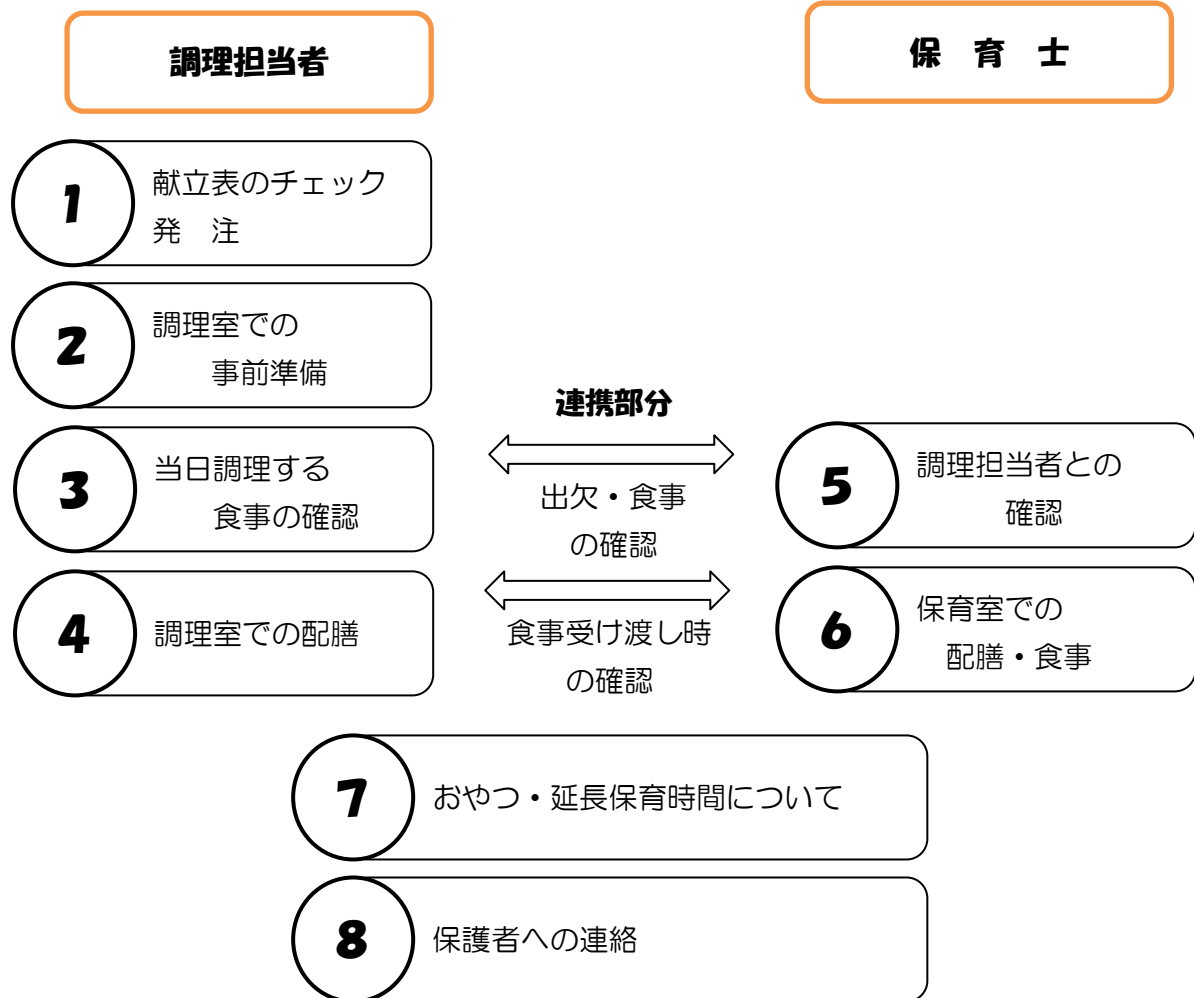 調理担当者
保 育 士
1
献立表のチェック
発 注
2
調理室での
事前準備
連携部分
3
当日調理する
食事の確認
出欠・食事
の確認
5
調理担当者との
確認
4
調理室での配膳
食事受け渡し時
の確認
6
保育室での
配膳・食事
7
おやつ・延長保育時間について
8
保護者への連絡